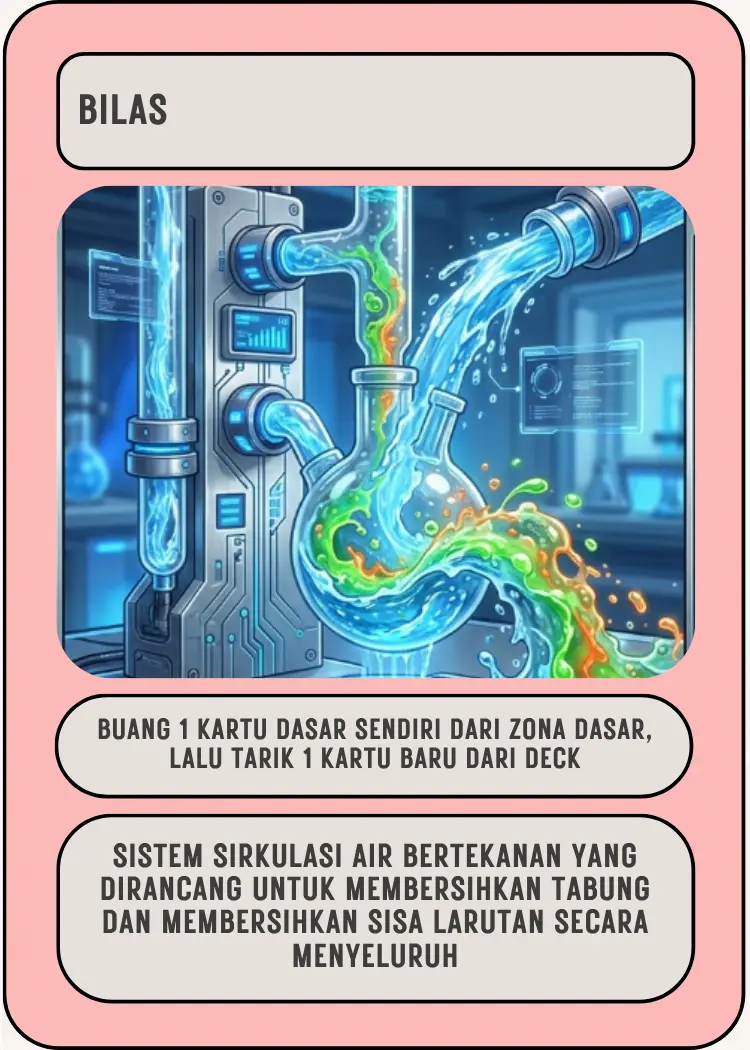 BILAS
BUANG 1 KARTU DASAR SENDIRI DARI ZONA DASAR,
LALU TARIK 1 KARTU BARU DARI DECK
SISTEM SIRKULASI AIR BERTEKANAN YANG
DIRANCANG UNTUK MEMBERSIHKAN TABUNG
DAN MEMBERSIHKAN SISA LARUTAN SECARA
MENYELURUH